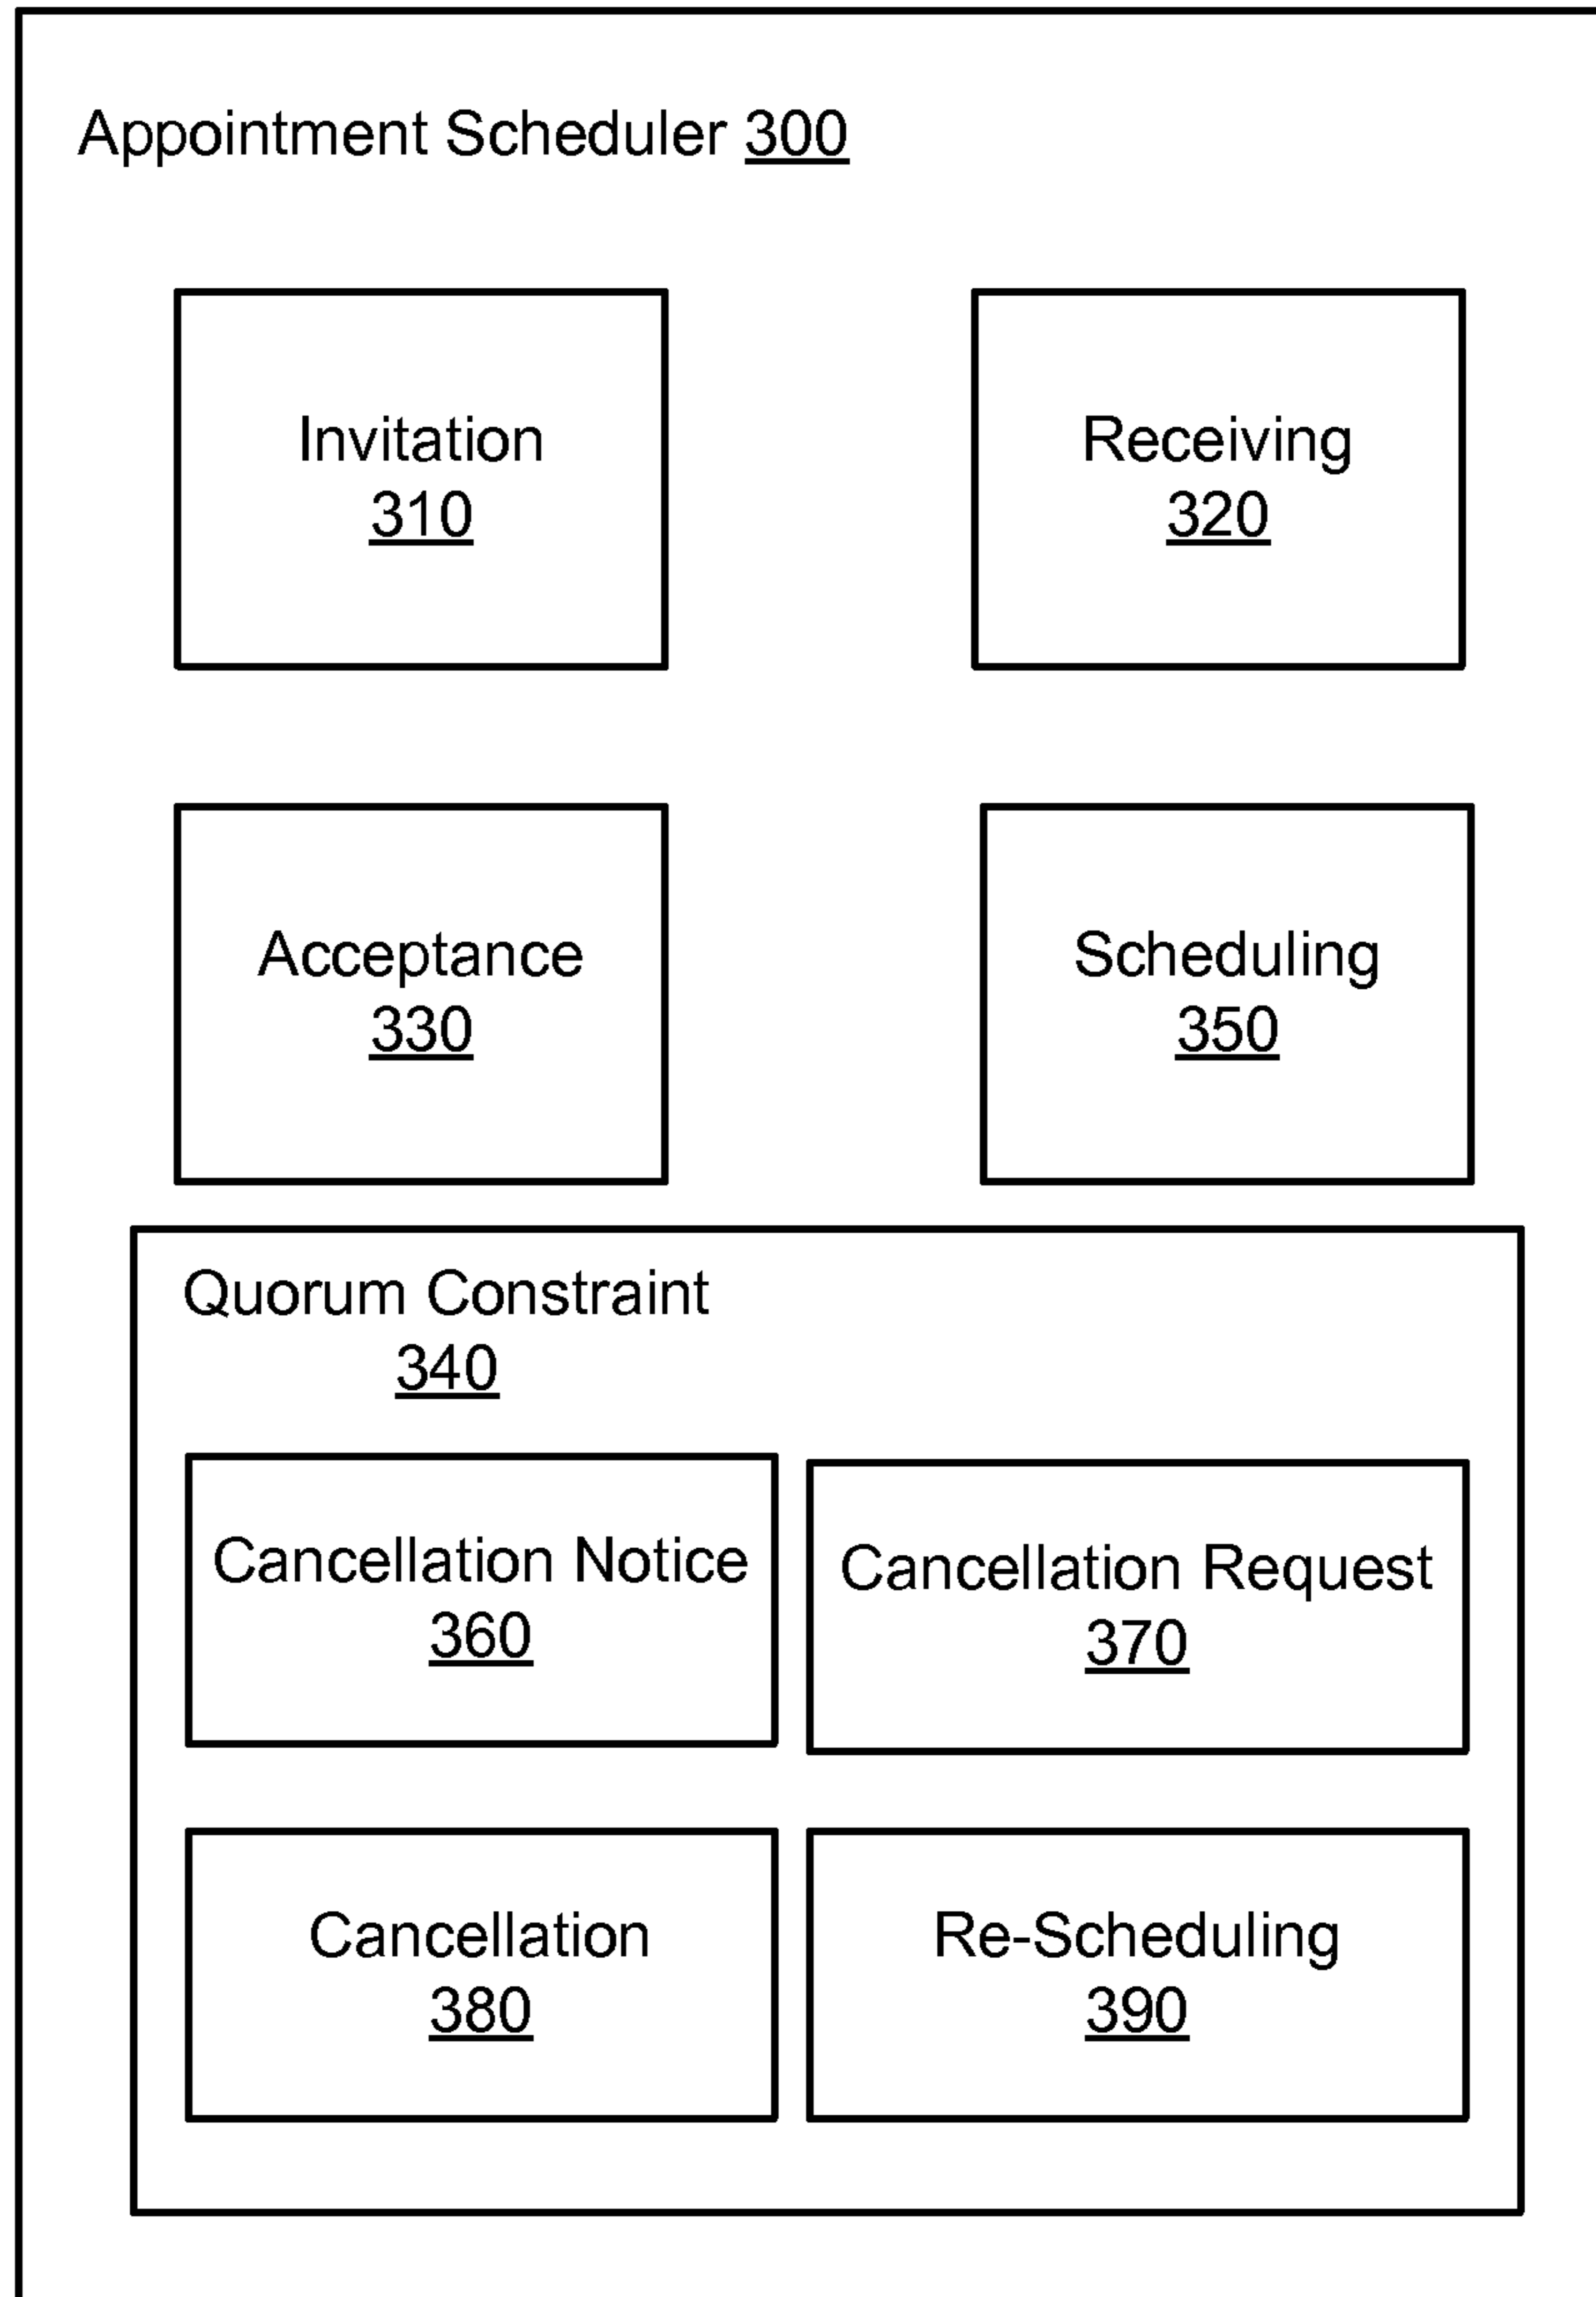 Appointment Scheduler 300
Invitation
310
Receiving
320
Acceptance
330
Scheduling
350
Quorum Constraint
340
Cancellation Notice
360
Cancellation Request
370
Cancellation
380
Re-Scheduling
390